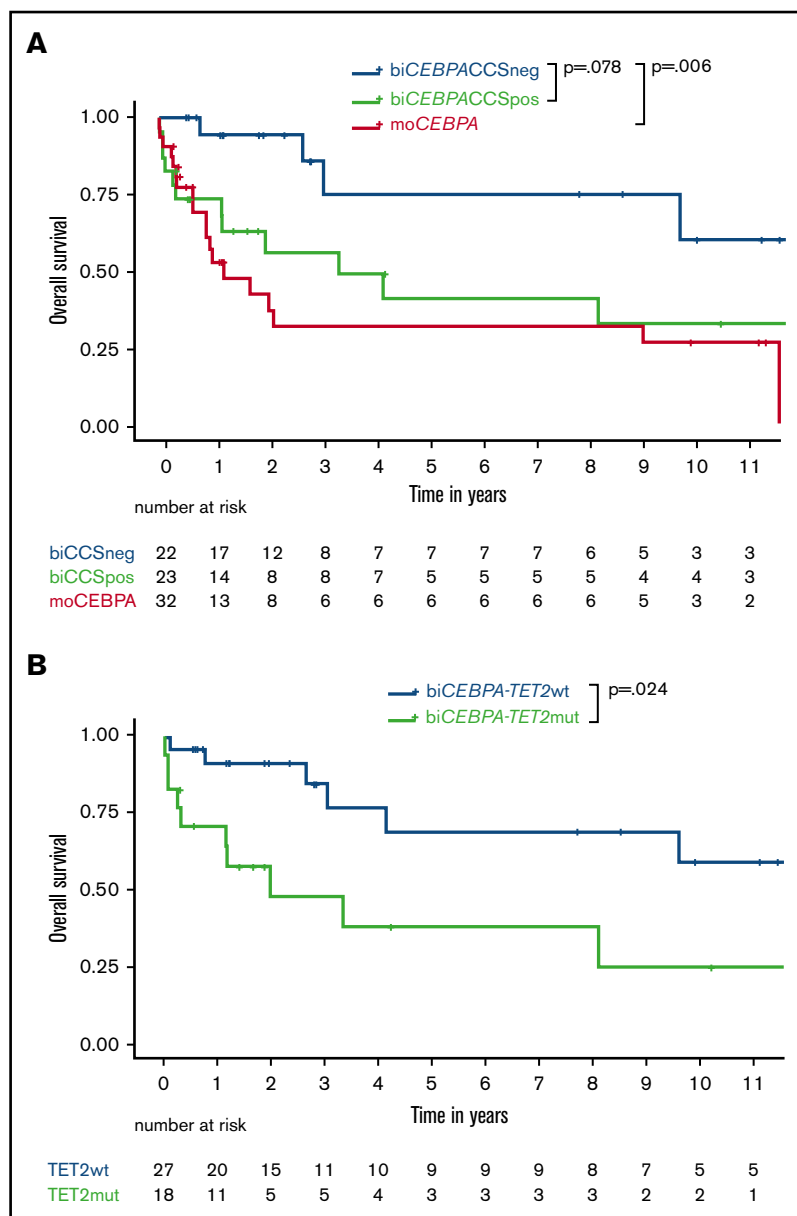 A
biCEBPACCSneg
p=.078
p=.006
biCEBPACCSpos
moCEBPA
1.00
0.75
0.50
0.25
0.00
Overall survival
0 1 2 3 4 5 6 7 8 9 10 11
Time in years
number at risk
biCCSneg 22 17 12 8 7 7 7 7 6 5 3 3
biCCSpos 23 14 8 8 7 5 5 5 5 4 4 3
moCEBPA 32 13 8 6 6 6 6 6 6 5 3 2
B
biCEBPA-TET2wt
p=.024
biCEBPA-TET2mut
1.00
0.75
0.50
0.25
0.00
Overall survival
0 1 2 3 4 5 6 7 8 9 10 11
Time in years
number at risk
TET2wt 27 20 15 11 10 9 9 9 8 7 5 5
TET2mut 18 11 5 5 4 3 3 3 3 2 2 1